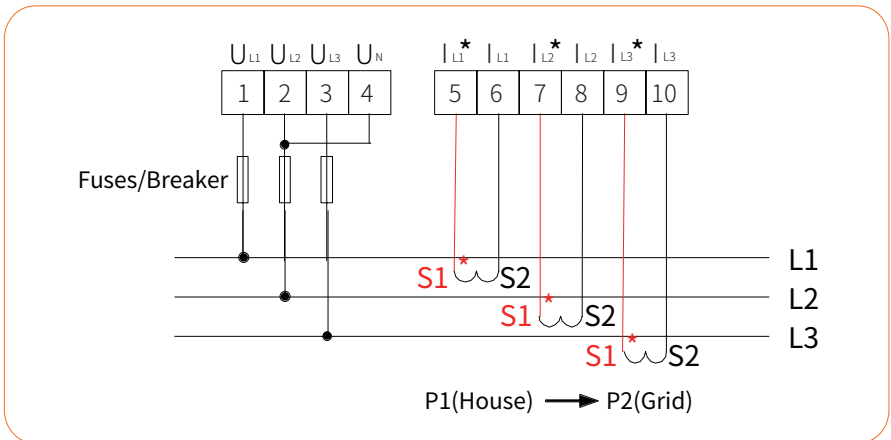 UL1 UL2 UL3 UN IL1* IL1 IL2* IL2 IL3* IL3
1 2 3 4 5 6 7 8 9 10
Fuses/Breaker
L1
* S1 S2
L2
* S1 S2
L3
* S1 S2
P1(House) → P2(Grid)